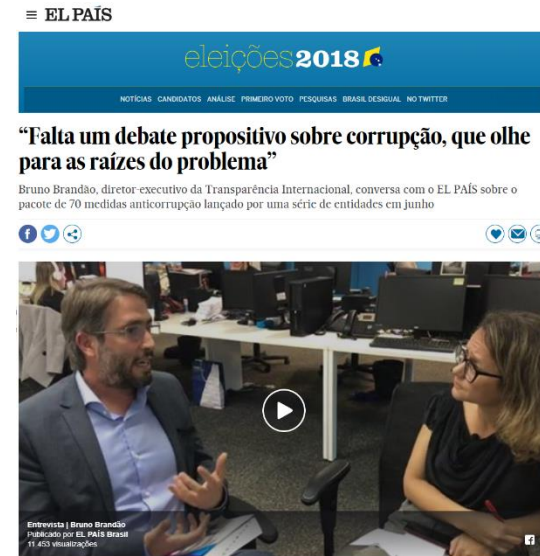 EL PAÍS
eleições2018
NOTÍCIAS CANDIDATOS ANÁLISE PRIMEIRO VOTO PESQUISAS BRASIL DESIGUAL NO TWITTER
“Falta um debate propositivo sobre corrupção, que olhe
para as raízes do problema”
Bruno Brandão, diretor-executivo da Transparência Internacional, conversa com o EL PAÍS sobre o
pacote de 70 medidas anticorrupção lançado por uma série de entidades em junho
Entrevista | Bruno Brandão
Publicado por EL PAÍS Brasil
11.453 visualizações